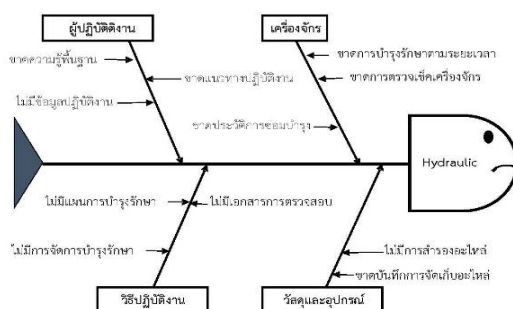 ผู้ปฏิบัติงาน
เครื่องจักร
ขาดความรู้พื้นฐาน
ขาดแนวทางปฏิบัติงาน
ไม่มีข้อมูลปฏิบัติงาน
ขาดการบำรุงรักษาตามระยะเวลา
ขาดการตรวจเช็คเครื่องจักร
ขาดประวัติการซ่อมบำรุง
Hydraulic
ไม่มีแผนการบำรุงรักษา
ไม่มีเอกสารการตรวจสอบ
ไม่มีการจัดการบำรุงรักษา
ไม่มีการสำรองอะไหล่
ขาดบันทึกการจัดเก็บอะไหล่
วิธีปฏิบัติงาน
วัสดุและอุปกรณ์